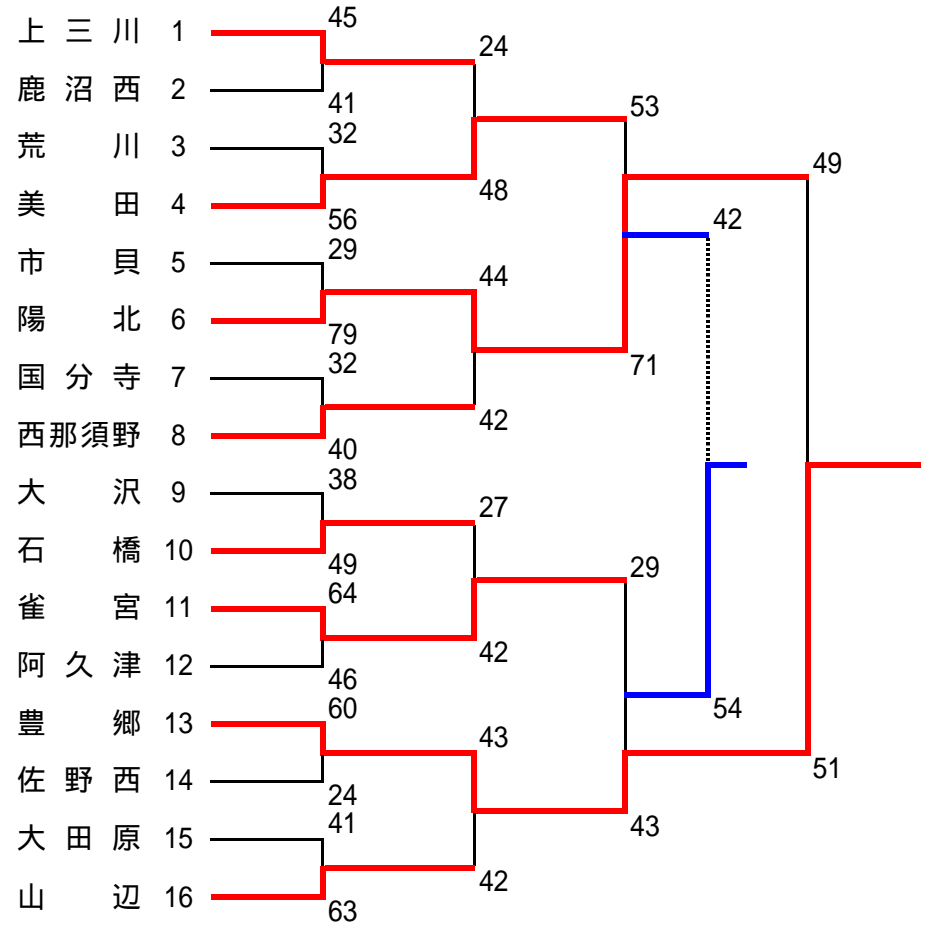 45
上三川 1
24
鹿沼西 2
41
53
32
荒川 3
49
48
美田 4
56
42
29
市貝 5
44
陽北 6
79
32
71
国分寺 7
42
西那須野 8
40
38
大沢 9
27
石橋 10
49
29
64
雀宮 11
42
阿久津 12
46
60
54
豊郷 13
43
51
佐野西 14
24
41
43
大田原 15
42
山辺 16
63